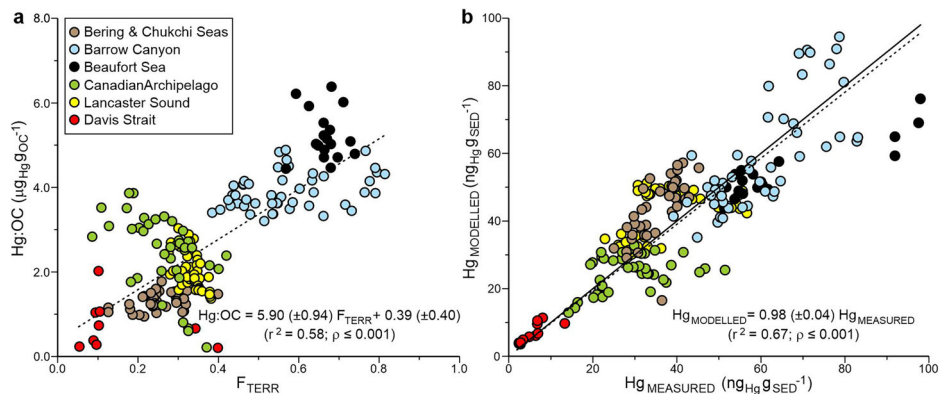 a
Hg:OC (µgHg gOC-1)
8.0
6.0
4.0
2.0
0.0
Bering & Chukchi Seas
Barrow Canyon
Beaufort Sea
CanadianArchipelago
Lancaster Sound
Davis Strait
Hg:OC = 5.90 (±0.94) FTERR + 0.39 (±0.40)
(r2 = 0.58; ρ ≤ 0.001)
0.0 0.2 0.4 0.6 0.8 1.0
FTERR
b
HgMODELLED (ngHg gSED-1)
100
80
60
40
20
0
HgMODELLED = 0.98 (±0.04) HgMEASURED
(r2 = 0.67; ρ ≤ 0.001)
0 20 40 60 80 100
HgMEASURED (ngHg gSED-1)